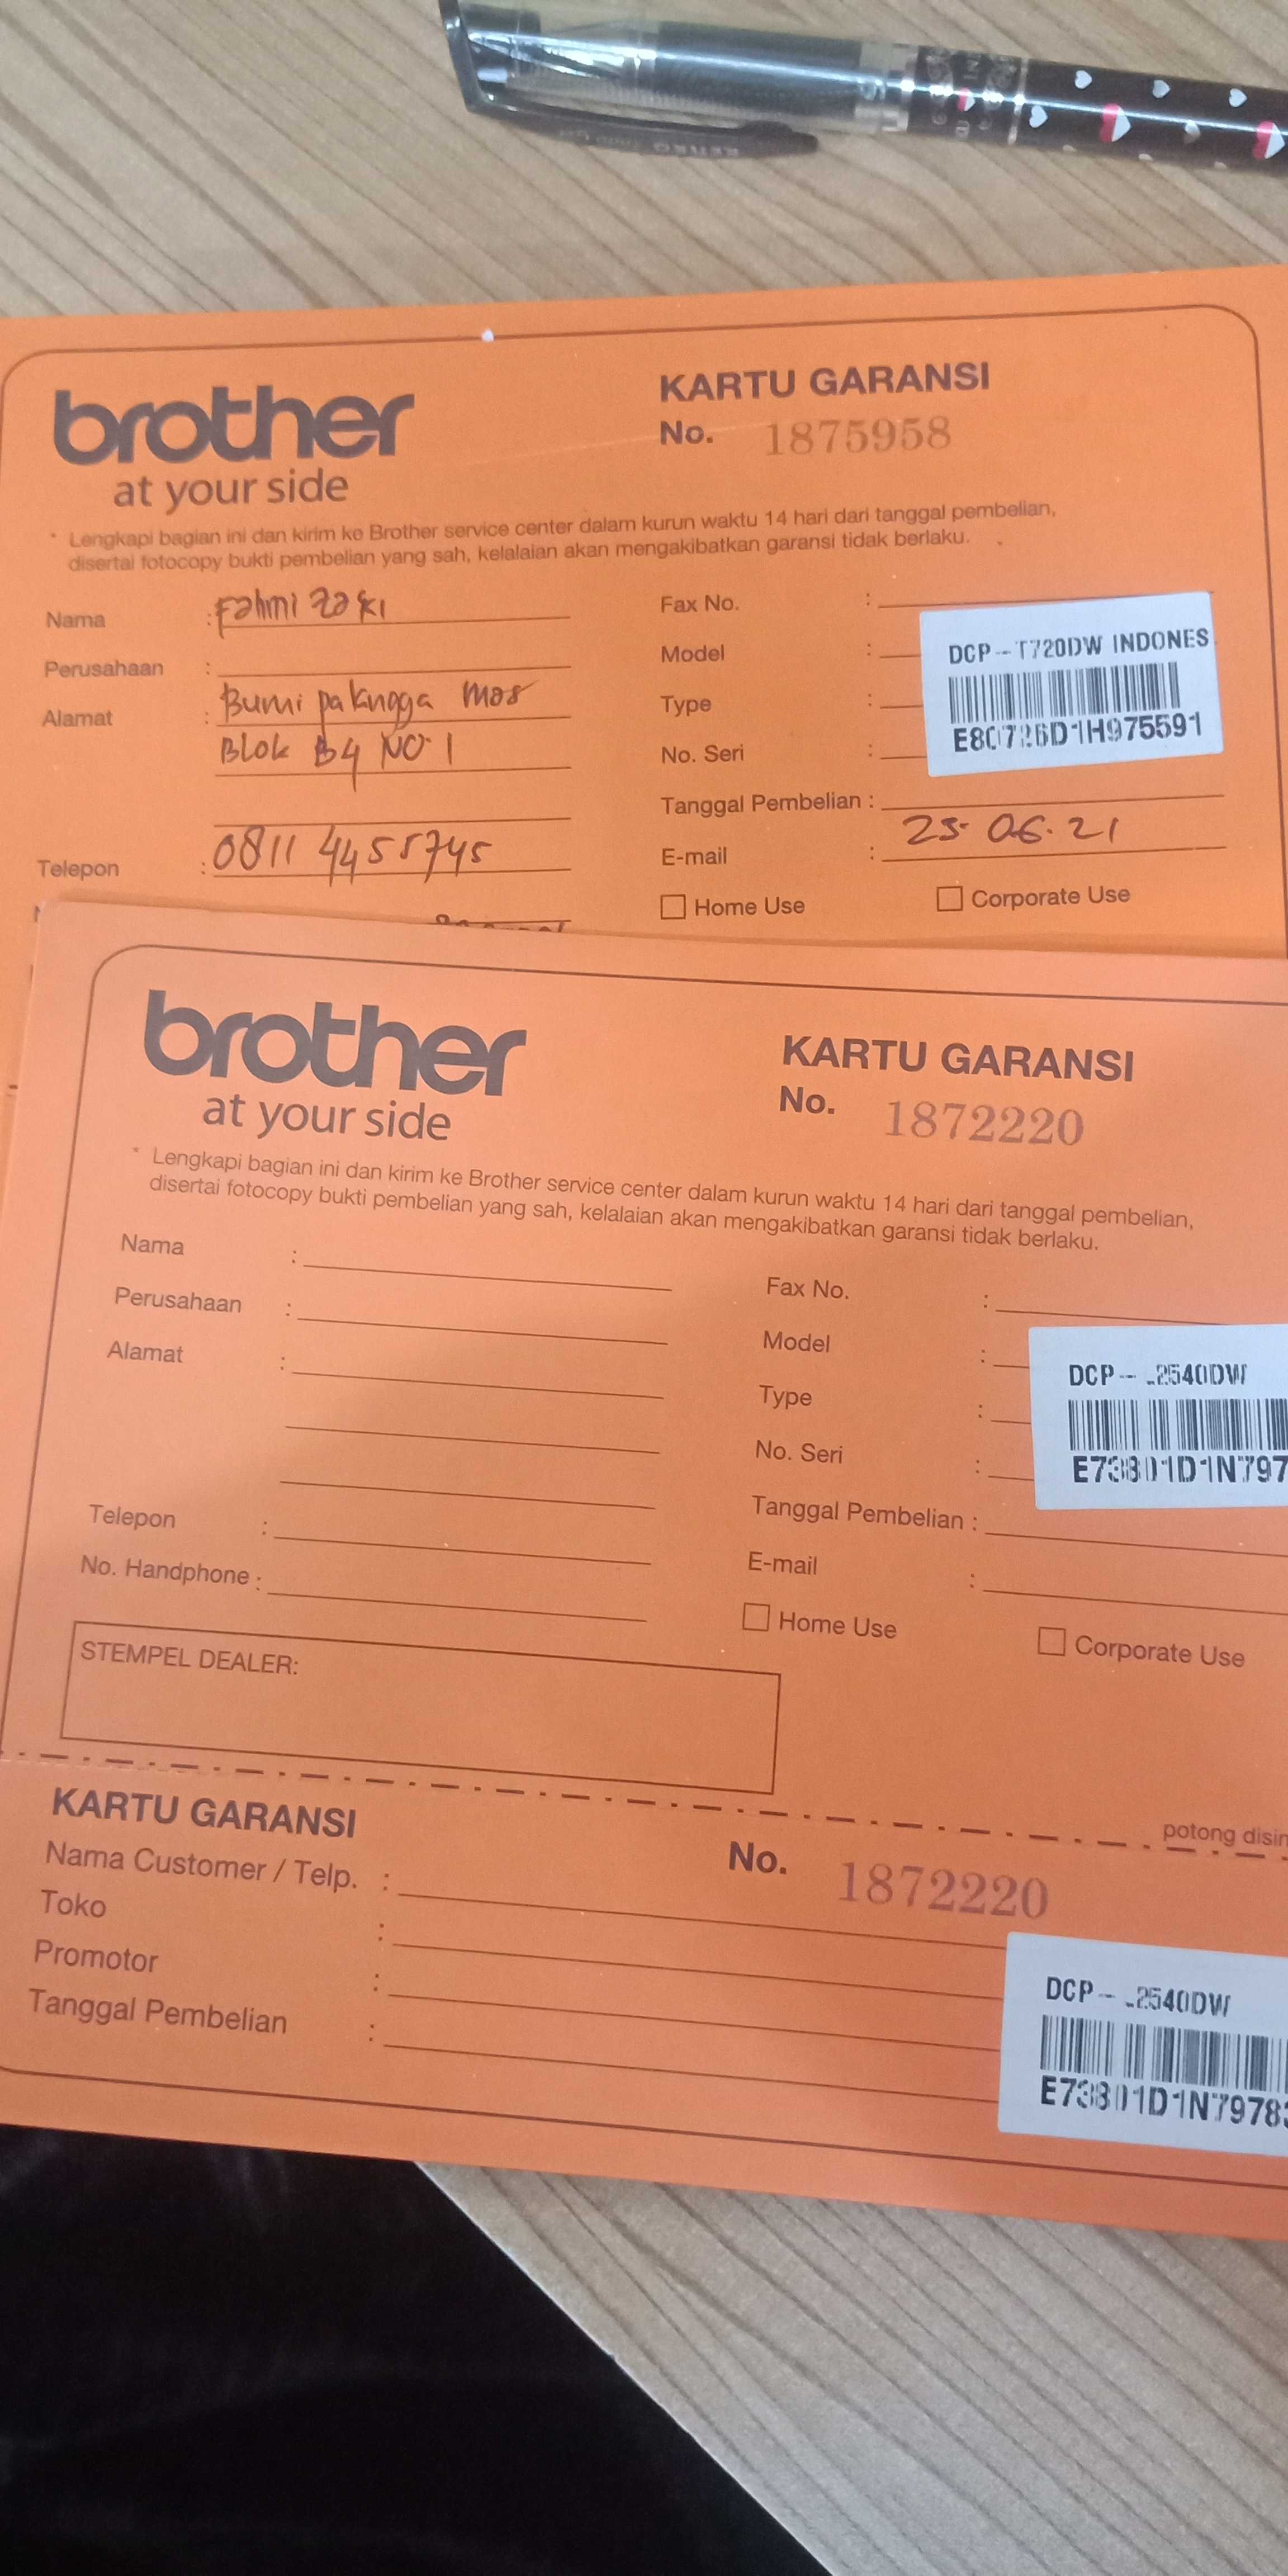 brother
at your side
KARTU GARANSI
No. 1875958
* Lengkapi bagian ini dan kirim ke Brother service center dalam kurun waktu 14 hari dari tanggal pembelian,
disertai fotocopy bukti pembelian yang sah, kelalaian akan mengakibatkan garansi tidak berlaku.
Nama : Fahmi Zaki
Perusahaan :
Alamat : Bumi pakngga mas
Blok B4 NO 1
Telepon : 0811 4455745
Fax No. :
Model :
Type :
No. Seri :
DCP-T720DW INDONES
E80726D1H975591
Tanggal Pembelian :
25.06.21
E-mail :
Home Use
Corporate Use
brother
at your side
KARTU GARANSI
No. 1872220
* Lengkapi bagian ini dan kirim ke Brother service center dalam kurun waktu 14 hari dari tanggal pembelian,
disertai fotocopy bukti pembelian yang sah, kelalaian akan mengakibatkan garansi tidak berlaku.
Nama :
Perusahaan :
Alamat :
Telepon :
No. Handphone :
Fax No. :
Model :
Type :
No. Seri :
DCP-L2540DW
E73801D1N797
Tanggal Pembelian :
E-mail :
Home Use
Corporate Use
STEMPEL DEALER:
potong disin
KARTU GARANSI
No. 1872220
Nama Customer / Telp. :
Toko :
Promotor :
Tanggal Pembelian :
DCP-L2540DW
E73801D1N7978